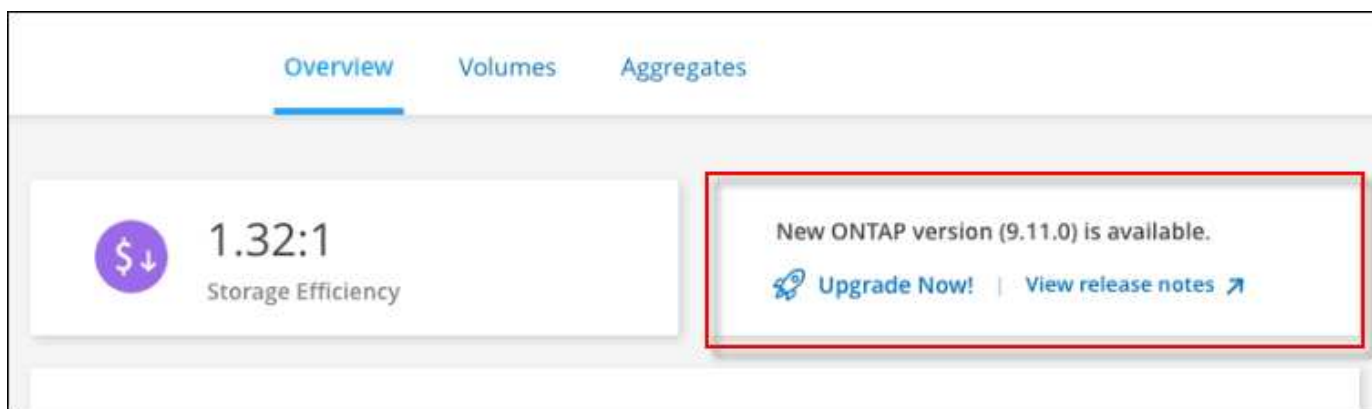 Overview Volumes Aggregates
1.32:1
Storage Efficiency
New ONTAP version (9.11.0) is available.
Upgrade Now! | View release notes